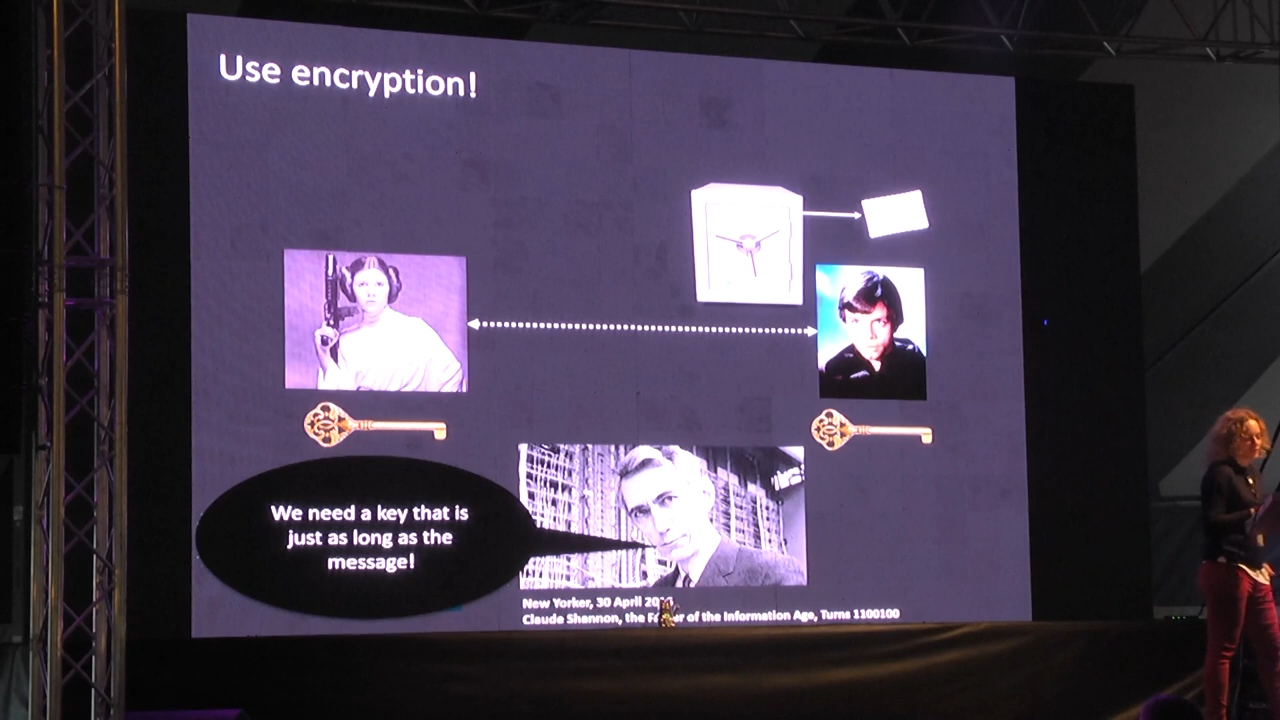 Use encryption!
We need a key that is
just as long as the
message!
New Yorker, 30 April
Claude Shannon, the of the Information Age, Turns 1100100